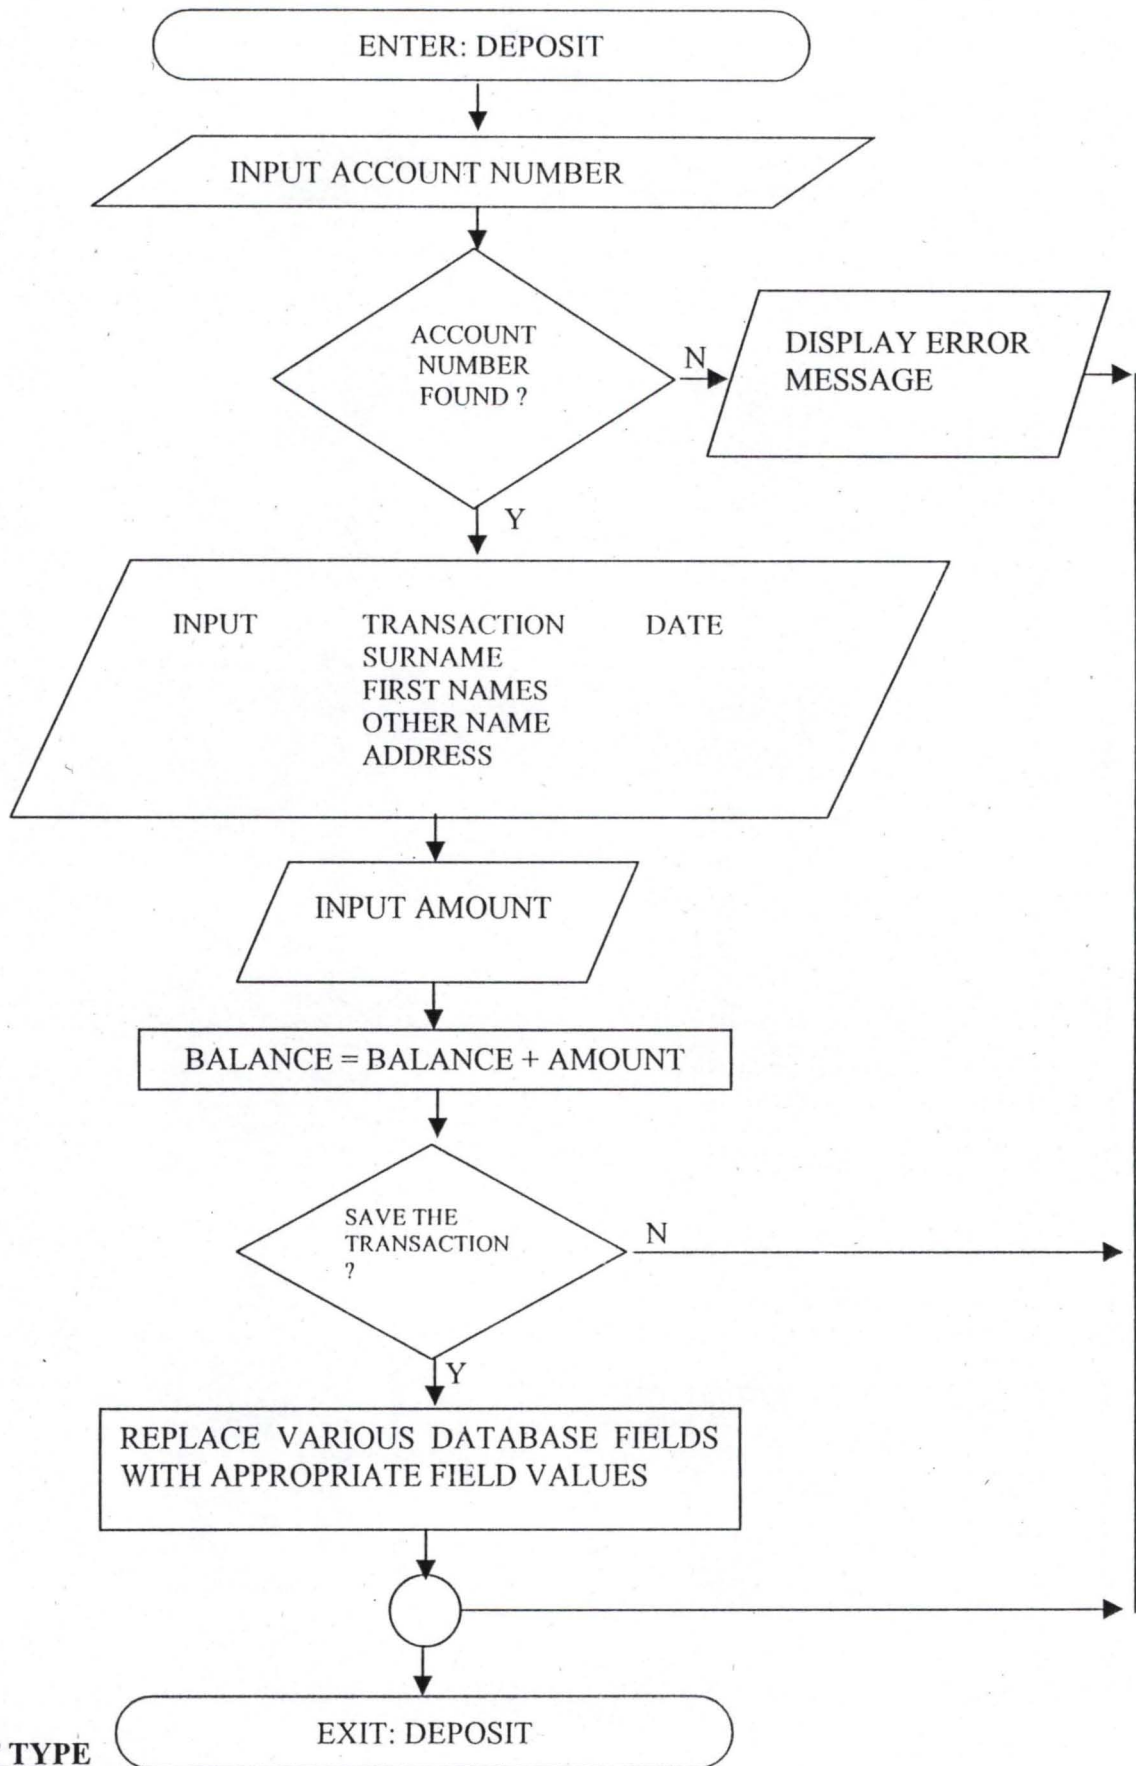 ENTER: DEPOSIT
INPUT ACCOUNT NUMBER
ACCOUNT
NUMBER
FOUND ?
N
DISPLAY ERROR
MESSAGE
Y
INPUT TRANSACTION DATE
SURNAME
FIRST NAMES
OTHER NAME
ADDRESS
INPUT AMOUNT
BALANCE = BALANCE + AMOUNT
SAVE THE
TRANSACTION
?
N
Y
REPLACE VARIOUS DATABASE FIELDS
WITH APPROPRIATE FIELD VALUES
EXIT: DEPOSIT
TYPE